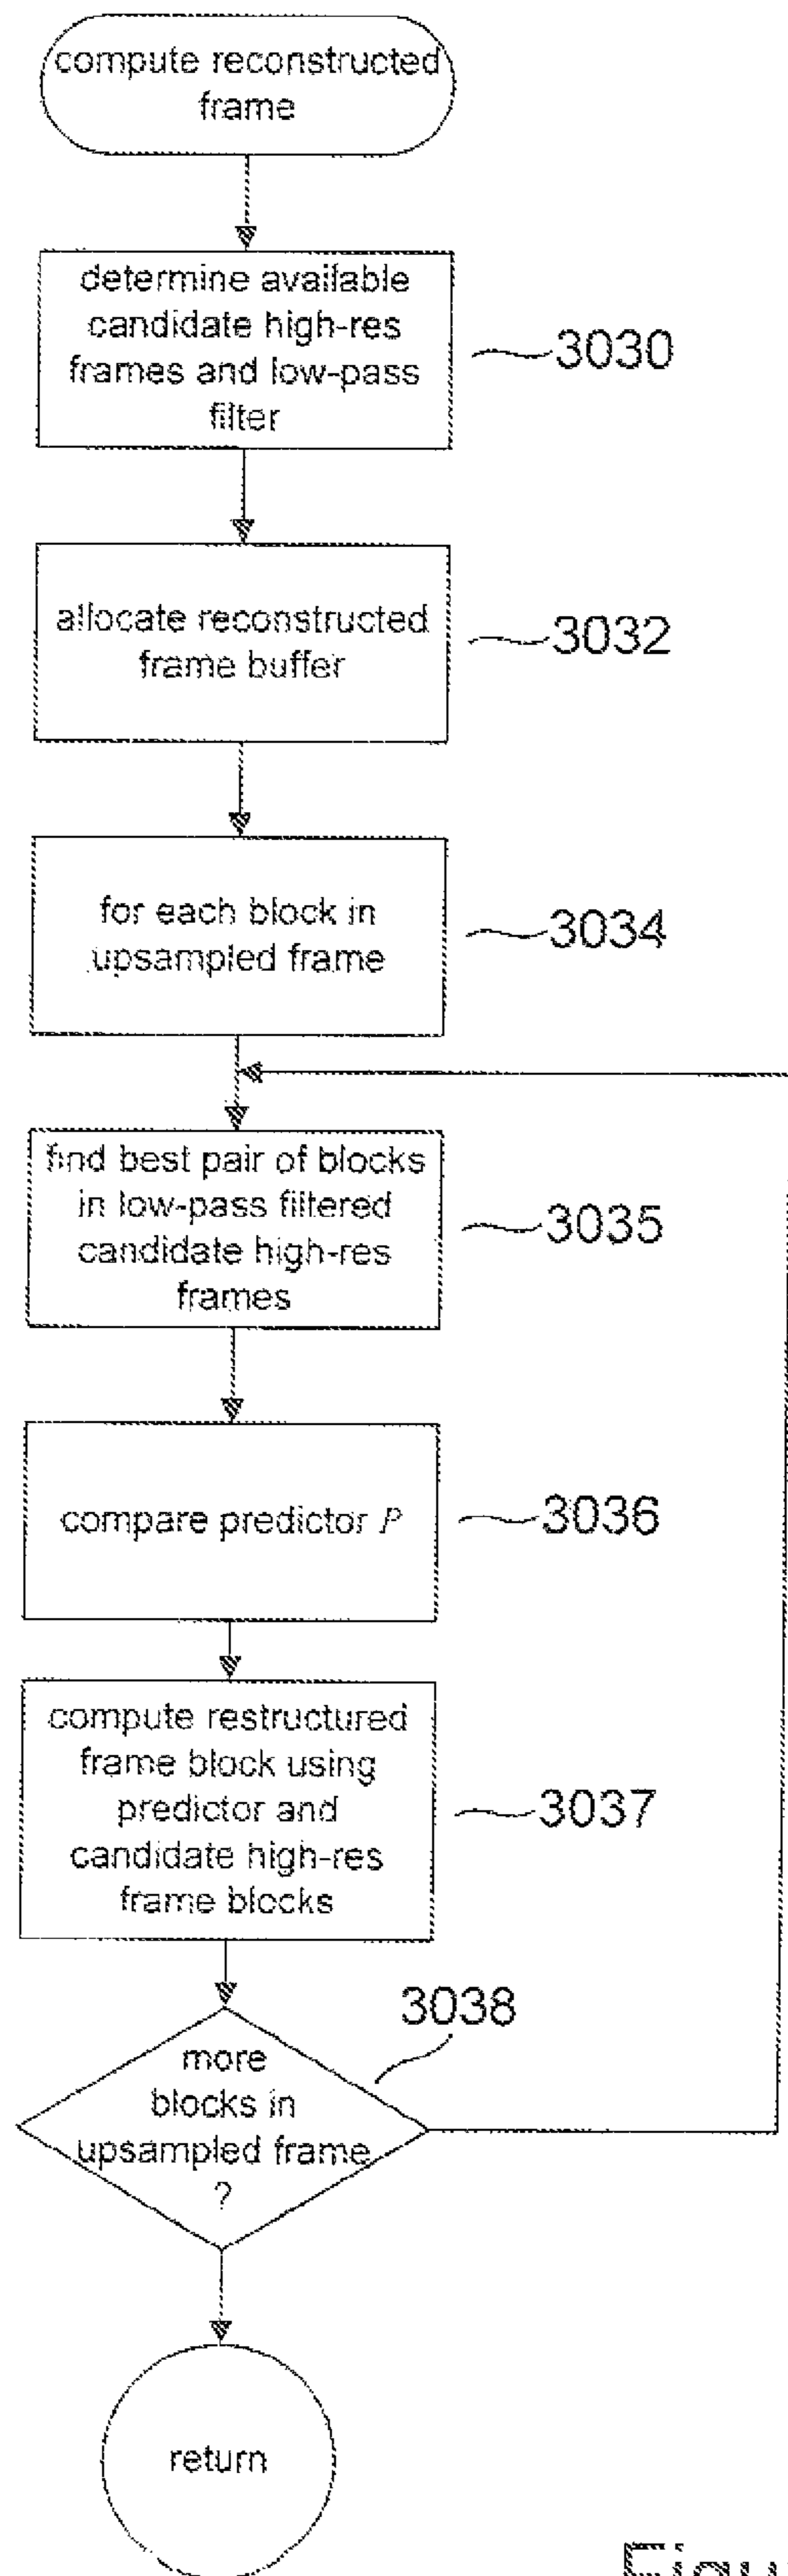 compute reconstructed
frame
determine available
candidate high-res
frames and low-pass
filter
3030
allocate reconstructed
frame buffer
3032
for each block in
upsampled frame
3034
find best pair of blocks
in low-pass filtered
candidate high-res
frames
3035
compare predictor P
3036
compute restructured
frame block using
predictor and
candidate high-res
frame blocks
3037
3038
more
blocks in
upsampled frame
?
return